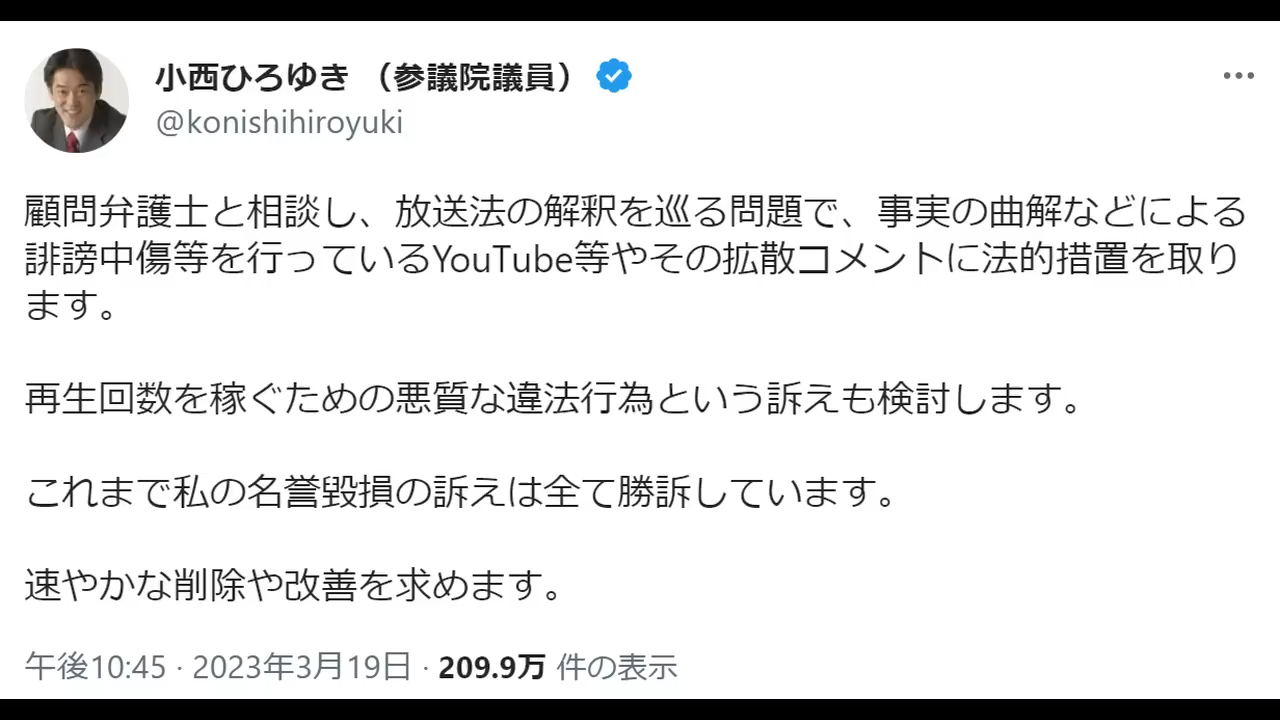 小西ひろゆき （参議院議員）
@konishihiroyuki
顧問弁護士と相談し、放送法の解釈を巡る問題で、事実の曲解などによる
誹謗中傷等を行っているYouTube等やその拡散コメントに法的措置を取り
ます。
再生回数を稼ぐための悪質な違法行為という訴えも検討します。
これまで私の名誉毀損の訴えは全て勝訴しています。
速やかな削除や改善を求めます。
午後10:45 · 2023年3月19日 · 209.9万 件の表示